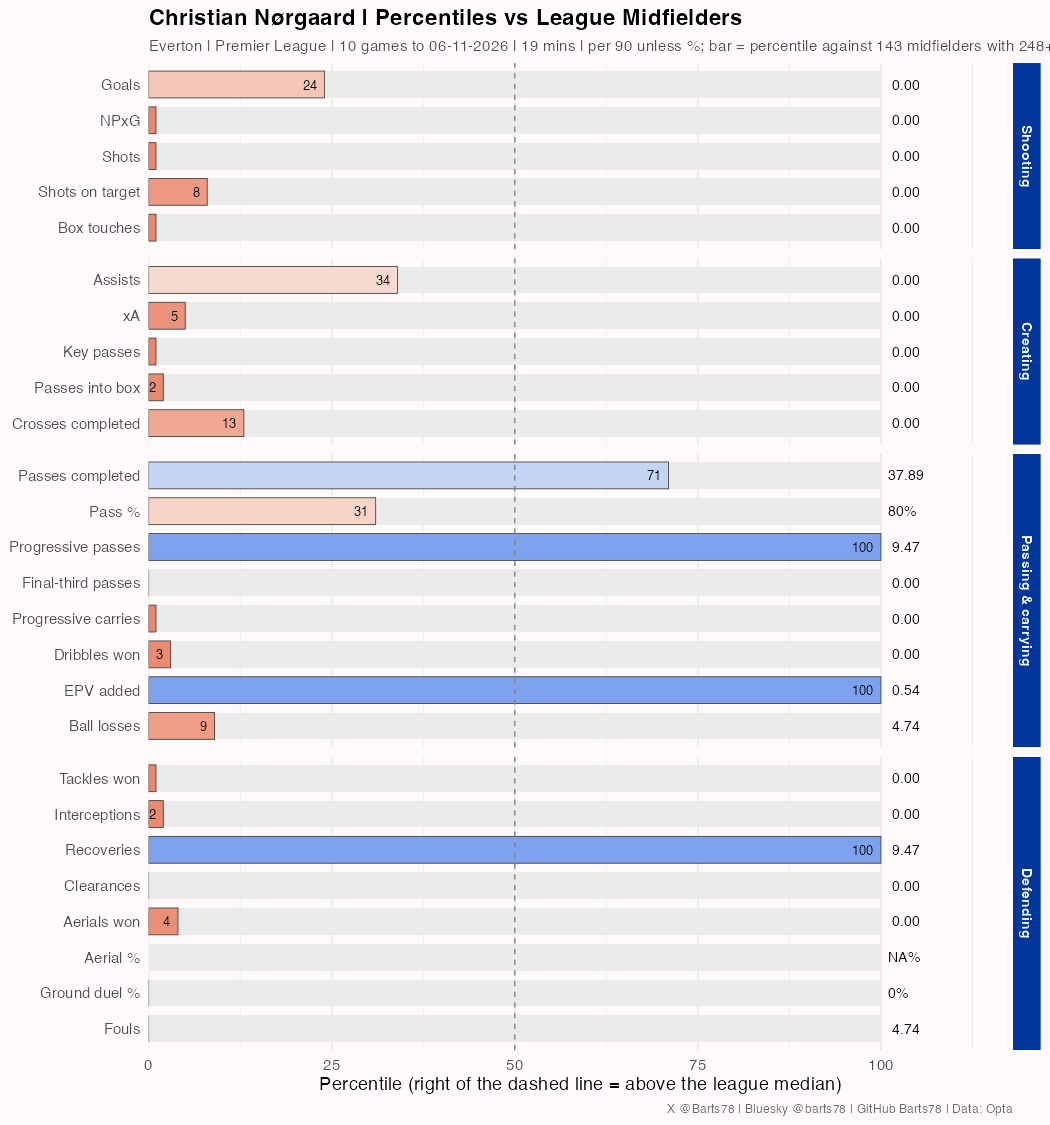 Christian Nørgaard | Percentiles vs League Midfielders
Everton | Premier League | 10 games to 06-11-2026 | 19 mins | per 90 unless %; bar = percentile against 143 midfielders with 248+
Goals 24 0.00
NPxG 0.00
Shots 0.00
Shots on target 8 0.00
Box touches 0.00
Shooting
Assists 34 0.00
xA 5 0.00
Key passes 0.00
Passes into box 2 0.00
Crosses completed 13 0.00
Creating
Passes completed 71 37.89
Pass % 31 80%
Progressive passes 100 9.47
Final-third passes 0.00
Progressive carries 0.00
Dribbles won 3 0.00
EPV added 100 0.54
Ball losses 9 4.74
Passing & carrying
Tackles won 0.00
Interceptions 2 0.00
Recoveries 100 9.47
Clearances 0.00
Aerials won 4 0.00
Aerial % NA%
Ground duel % 0%
Fouls 4.74
Defending
0 25 50 75 100
Percentile (right of the dashed line = above the league median)
X @Barts78 | Bluesky @barts78 | GitHub Barts78 | Data: Opta